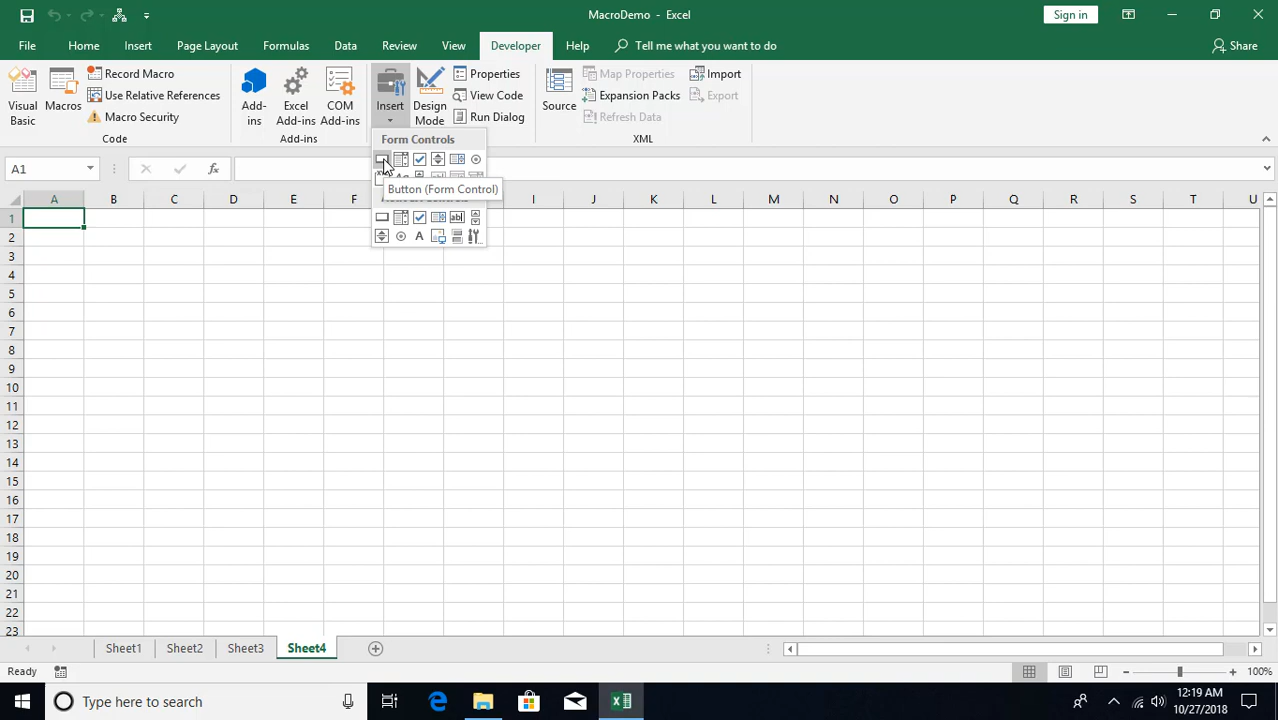 MacroDemo - Excel
Sign in
File Home Insert Page Layout Formulas Data Review View Developer Help Tell me what you want to do Share
Visual Basic
Macros
Record Macro
Use Relative References
Macro Security
Code
Add-ins
Excel Add-ins
COM Add-ins
Add-ins
Insert
Design Mode
Properties
View Code
Run Dialog
Source
Map Properties
Expansion Packs
Refresh Data
Import
Export
XML
Form Controls
Button (Form Control)
A1
A B C D E F I J K L M N O P Q R S T U
1
2
3
4
5
6
7
8
9
10
11
12
13
14
15
16
17
18
19
20
21
22
23
Sheet1 Sheet2 Sheet3 Sheet4
Ready
100%
Type here to search
12:19 AM
10/27/2018